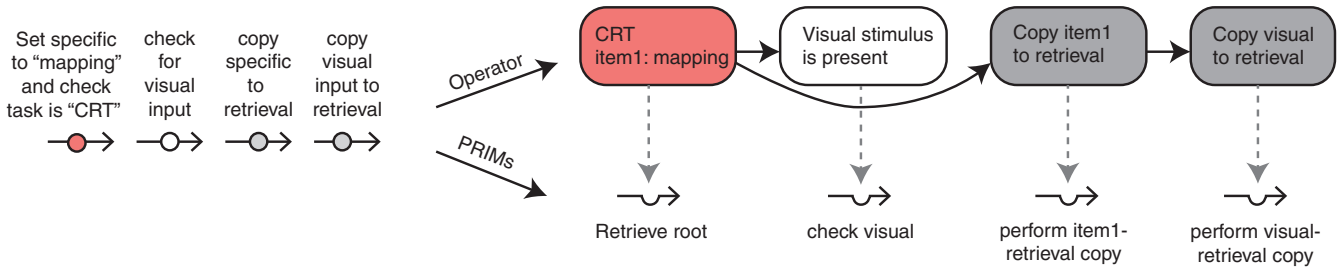 Set specific
to “mapping”
and check
task is “CRT”
check
for
visual
input
copy
specific
to
retrieval
copy
visual
input to
retrieval
Operator
PRIMs
CRT
item1: mapping
Visual stimulus
is present
Copy item1
to retrieval
Copy visual
to retrieval
Retrieve root
check visual
perform item1-
retrieval copy
perform visual-
retrieval copy